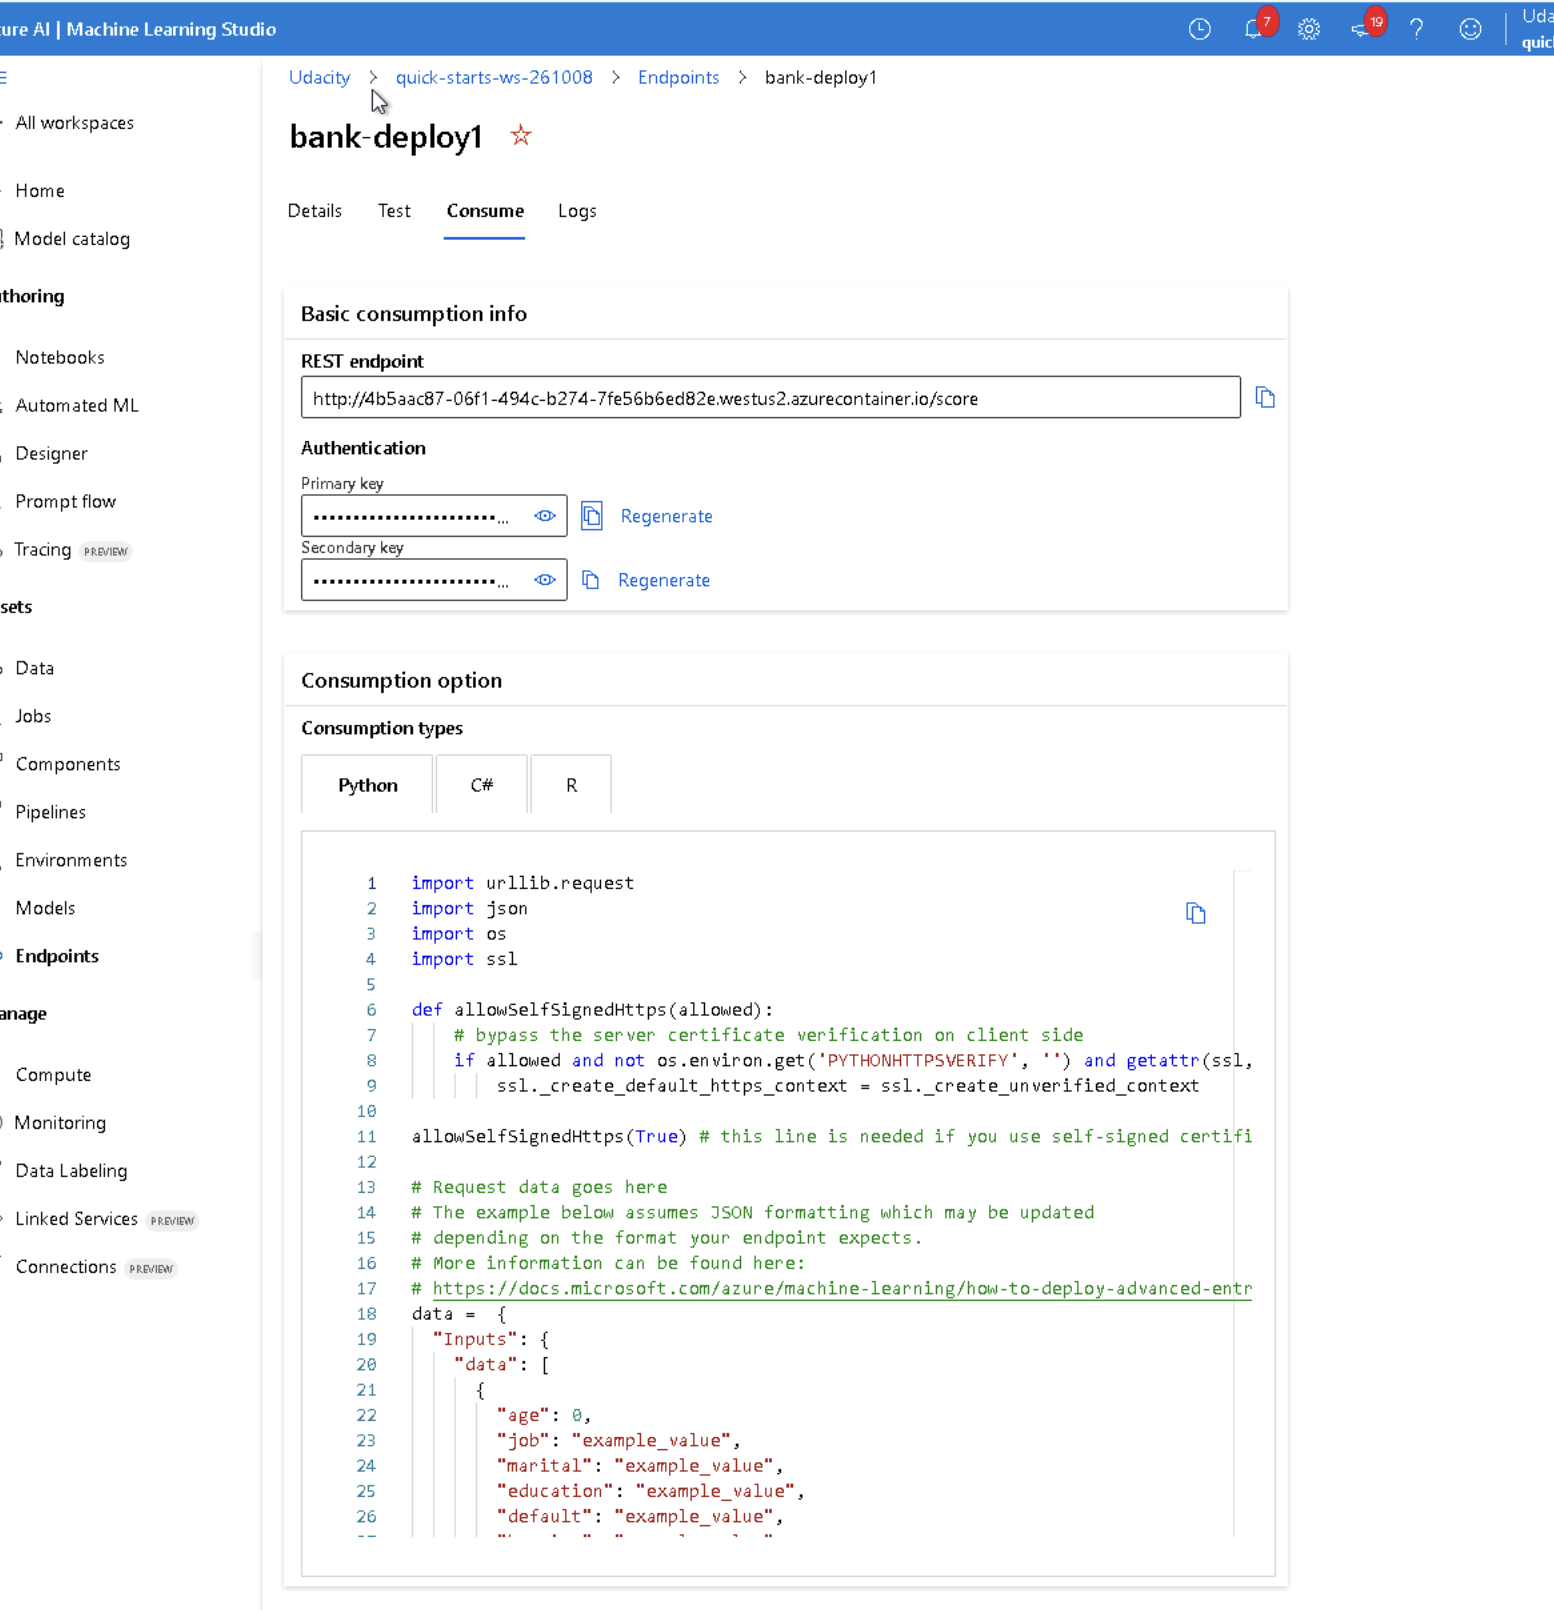 ure AI | Machine Learning Studio
7
19
?
Uda
quick
Udacity > quick-starts-ws-261008 > Endpoints > bank-deploy1
All workspaces
bank-deploy1
Home
Details Test Consume Logs
Model catalog
thoring
Basic consumption info
Notebooks
REST endpoint
http://4b5aac87-06f1-494c-b274-7fe56b6ed82e.westus2.azurecontainer.io/score
Automated ML
Authentication
Designer
Primary key
Prompt flow
•••••••••••••••••••••••... Regenerate
Secondary key
Tracing PREVIEW
•••••••••••••••••••••••... Regenerate
sets
Data
Consumption option
Jobs
Consumption types
Components
Python C# R
Pipelines
Environments
1 import urllib.request
Models
2 import json
3 import os
Endpoints
4 import ssl
5
anage
6 def allowSelfSignedHttps(allowed):
7 # bypass the server certificate verification on client side
Compute
8 if allowed and not os.environ.get('PYTHONHTTPSVERIFY', '') and getattr(ssl,
9 ssl._create_default_https_context = ssl._create_unverified_context
Monitoring
10
11 allowSelfSignedHttps(True) # this line is needed if you use self-signed certifi
Data Labeling
12
13 # Request data goes here
Linked Services PREVIEW
14 # The example below assumes JSON formatting which may be updated
15 # depending on the format your endpoint expects.
Connections PREVIEW
16 # More information can be found here:
17 # https://docs.microsoft.com/azure/machine-learning/how-to-deploy-advanced-entr
18 data = {
19 "Inputs": {
20 "data": [
21 {
22 "age": 0,
23 "job": "example_value",
24 "marital": "example_value",
25 "education": "example_value",
26 "default": "example_value",